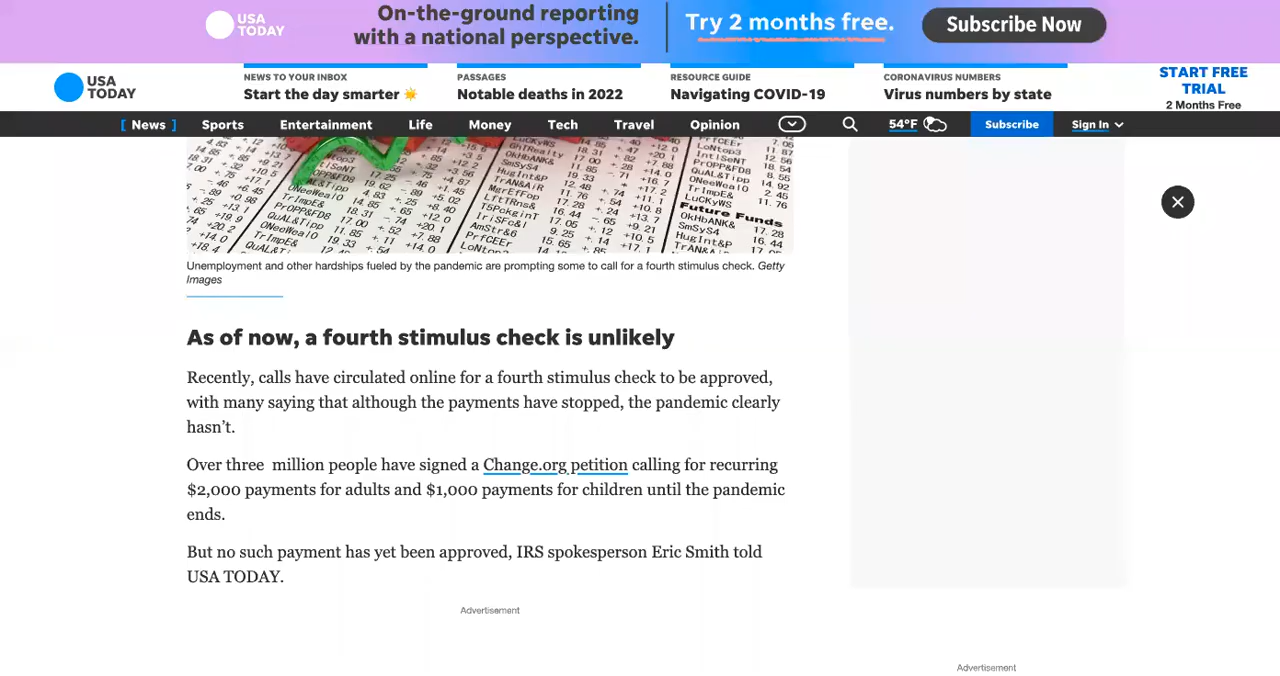 USA
TODAY
On-the-ground reporting
with a national perspective.
Try 2 months free.
Subscribe Now
USA
TODAY
NEWS TO YOUR INBOX
Start the day smarter ☀️
PASSAGES
Notable deaths in 2022
RESOURCE GUIDE
Navigating COVID-19
CORONAVIRUS NUMBERS
Virus numbers by state
START FREE
TRIAL
2 Months Free
[ News ] Sports Entertainment Life Money Tech Travel Opinion 54°F Subscribe Sign In
Future Funds
Unemployment and other hardships fueled by the pandemic are prompting some to call for a fourth stimulus check. Getty
Images
As of now, a fourth stimulus check is unlikely
Recently, calls have circulated online for a fourth stimulus check to be approved,
with many saying that although the payments have stopped, the pandemic clearly
hasn't.
Over three million people have signed a Change.org petition calling for recurring
$2,000 payments for adults and $1,000 payments for children until the pandemic
ends.
But no such payment has yet been approved, IRS spokesperson Eric Smith told
USA TODAY.
Advertisement
Advertisement